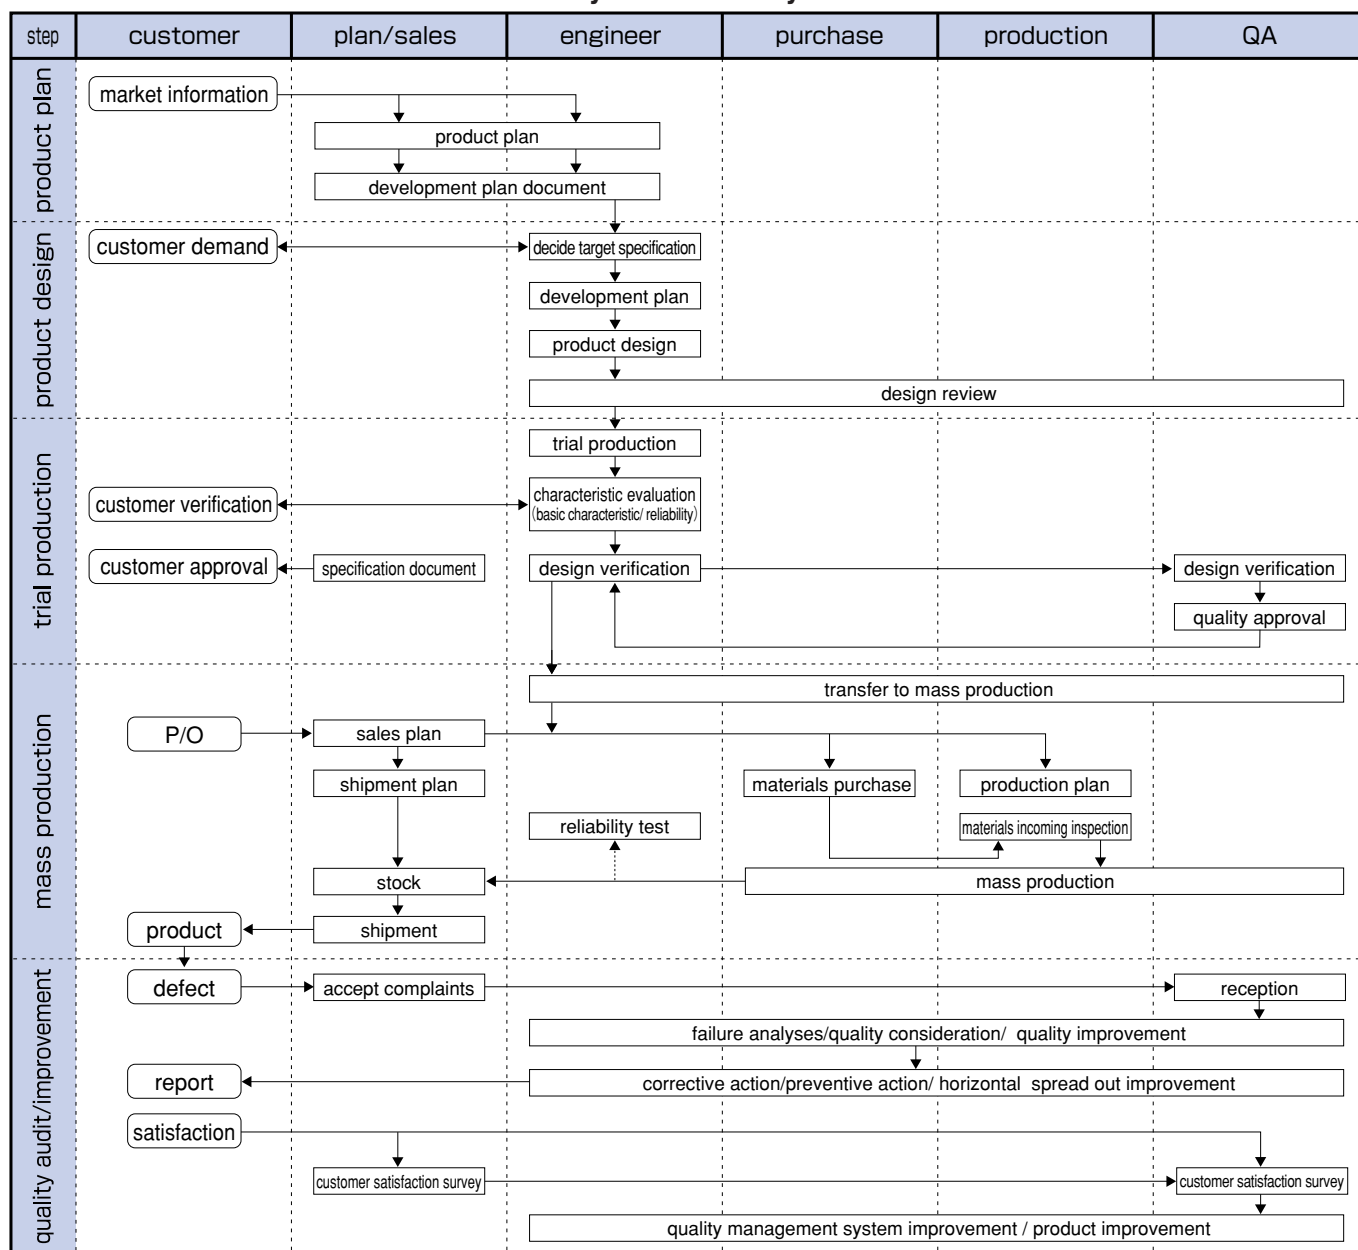 step
customer
plan/sales
engineer
purchase
production
QA
product plan
market information
product plan
development plan document
product design
customer demand
decide target specification
development plan
product design
design review
trial production
trial production
customer verification
characteristic evaluation
(basic characteristic/ reliability)
customer approval
specification document
design verification
design verification
quality approval
mass production
transfer to mass production
P/O
sales plan
shipment plan
materials purchase
production plan
reliability test
materials incoming inspection
stock
mass production
product
shipment
quality audit/improvement
defect
accept complaints
reception
failure analyses/quality consideration/ quality improvement
report
corrective action/preventive action/ horizontal spread out improvement
satisfaction
customer satisfaction survey
customer satisfaction survey
quality management system improvement / product improvement